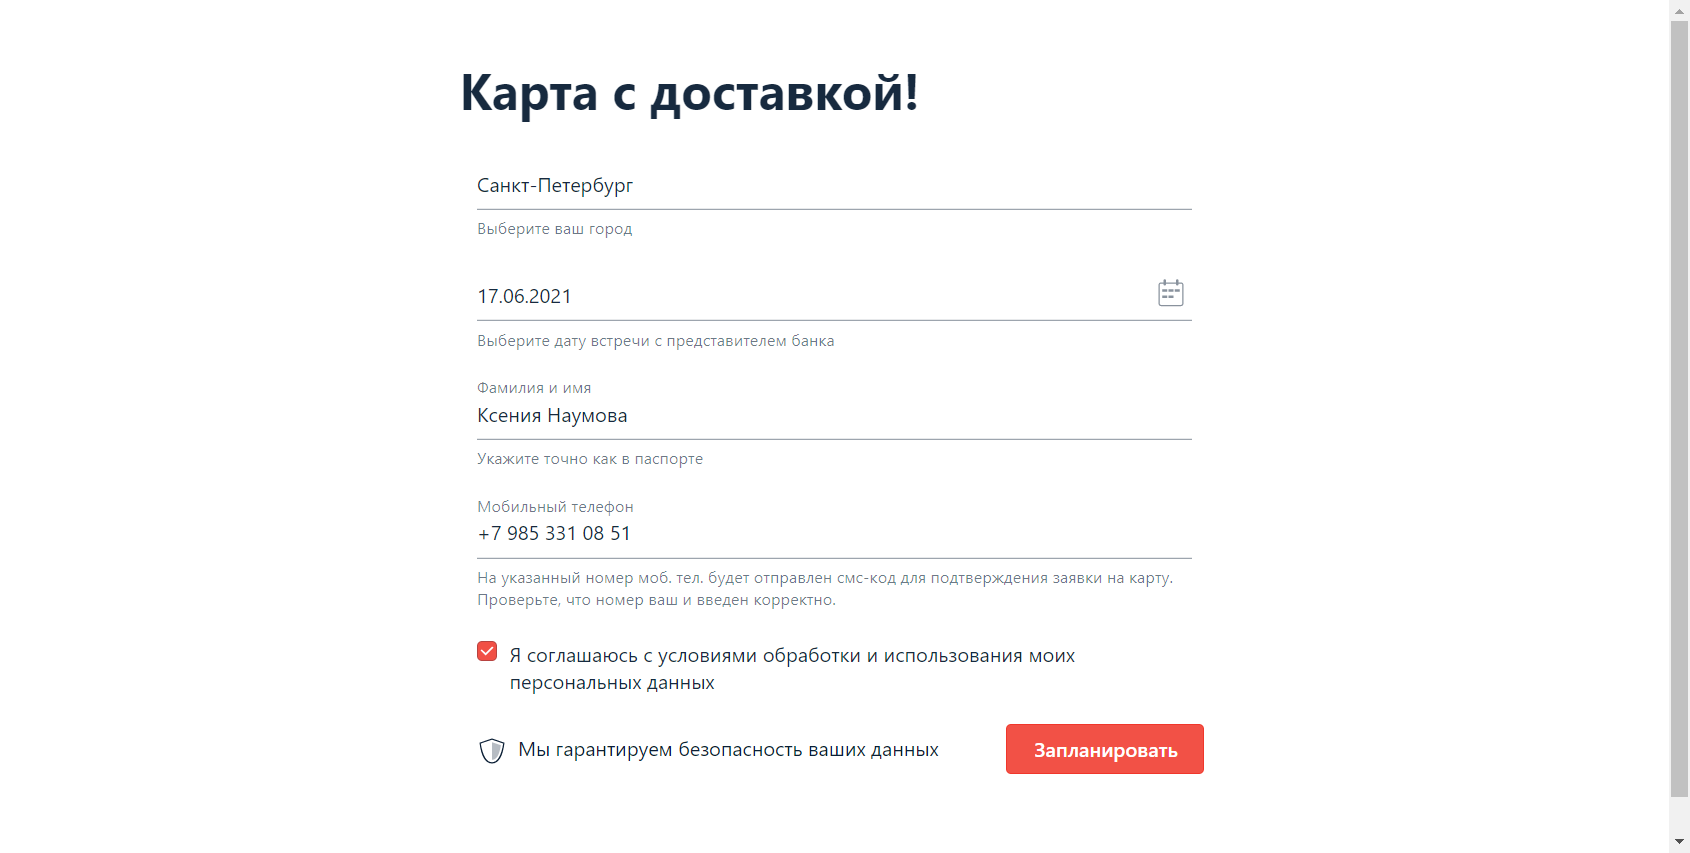 Карта с доставкой!
Санкт-Петербург
Выберите ваш город
17.06.2021
Выберите дату встречи с представителем банка
Фамилия и имя
Ксения Наумова
Укажите точно как в паспорте
Мобильный телефон
+7 985 331 08 51
На указанный номер моб. тел. будет отправлен смс-код для подтверждения заявки на карту.
Проверьте, что номер ваш и введен корректно.
Я соглашаюсь с условиями обработки и использования моих
персональных данных
Мы гарантируем безопасность ваших данных
Запланировать